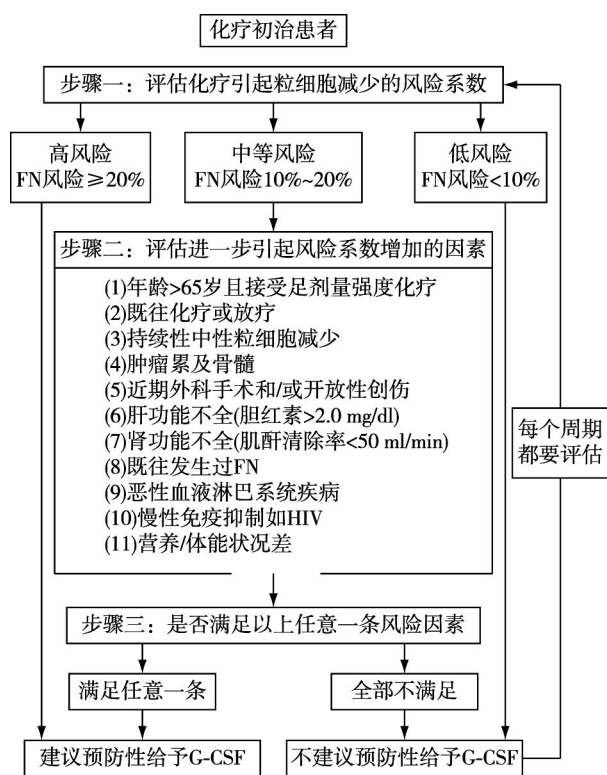 化疗初治患者
步骤一：评估化疗引起粒细胞减少的风险系数
高风险
FN风险≥20%
中等风险
FN风险10%~20%
低风险
FN风险<10%
步骤二：评估进一步引起风险系数增加的因素
(1)年龄>65岁且接受足剂量强度化疗
(2)既往化疗或放疗
(3)持续性中性粒细胞减少
(4)肿瘤累及骨髓
(5)近期外科手术和/或开放性创伤
(6)肝功能不全(胆红素>2.0 mg/dl)
(7)肾功能不全(肌酐清除率<50 ml/min)
(8)既往发生过FN
(9)恶性血液淋巴系统疾病
(10)慢性免疫抑制如HIV
(11)营养/体能状况差
每个周期
都要评估
步骤三：是否满足以上任意一条风险因素
满足任意一条
全部不满足
建议预防性给予G-CSF
不建议预防性给予G-CSF